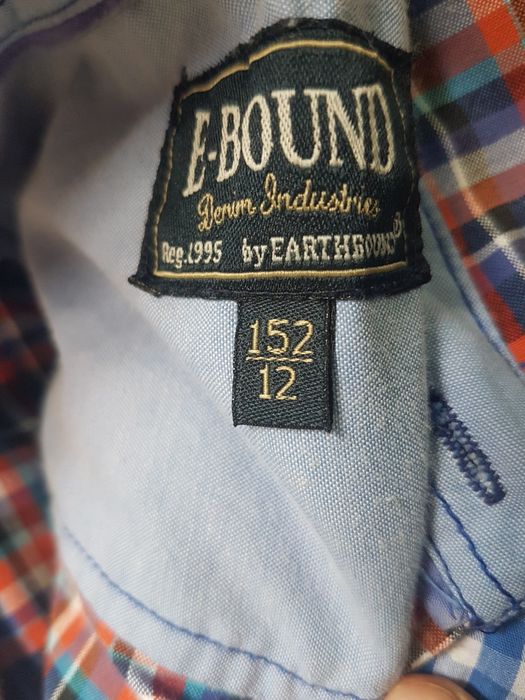 E-BOUND
Denim Industries
Reg.1995 by EARTHBOUND®
152
12